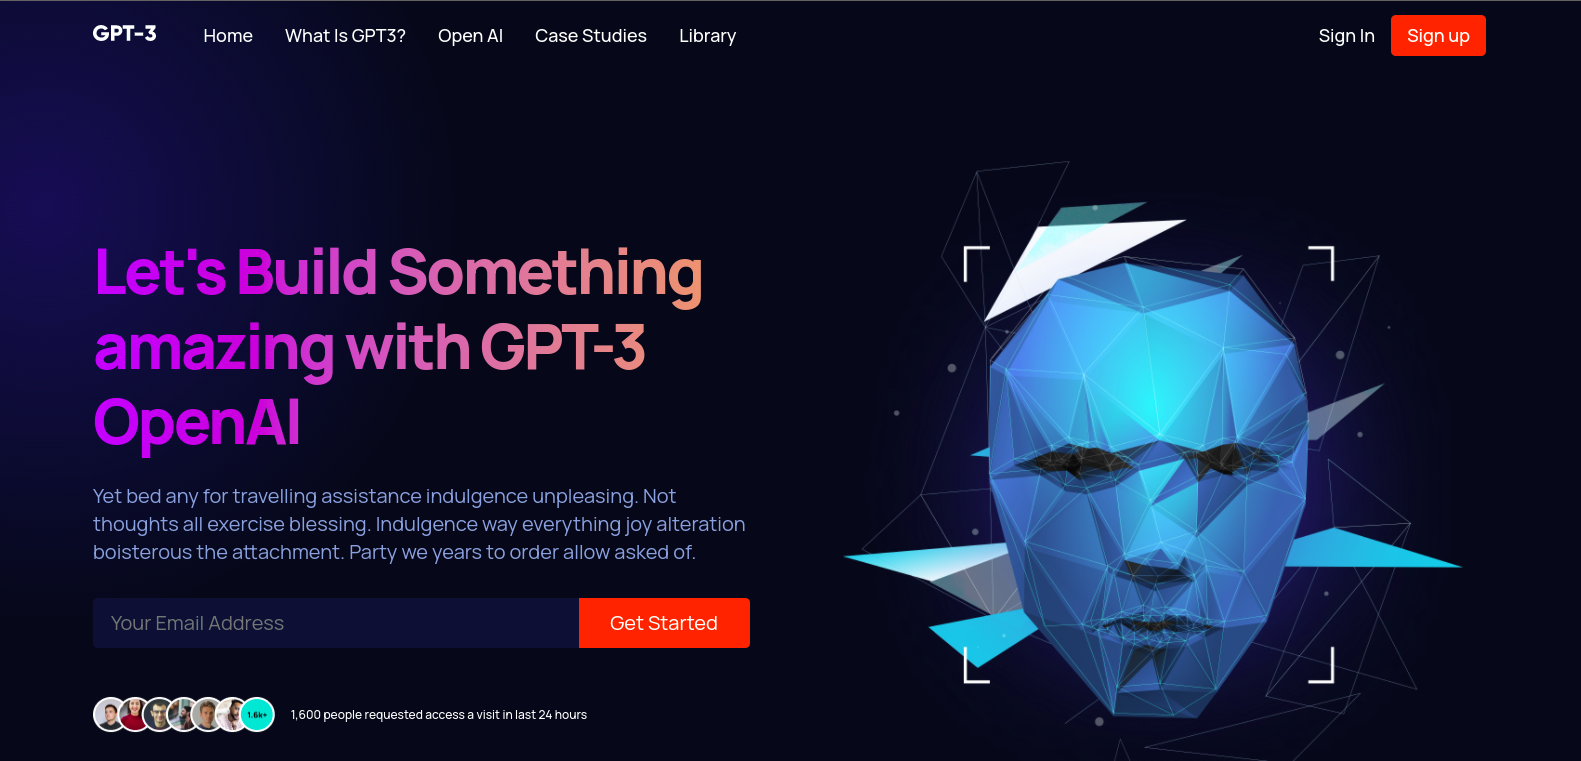 GPT-3 Home What Is GPT3? Open AI Case Studies Library Sign In Sign up
Let's Build Something
amazing with GPT-3
OpenAI
Yet bed any for travelling assistance indulgence unpleasing. Not
thoughts all exercise blessing. Indulgence way everything joy alteration
boisterous the attachment. Party we years to order allow asked of.
Your Email Address Get Started
1.6k+ 1,600 people requested access a visit in last 24 hours